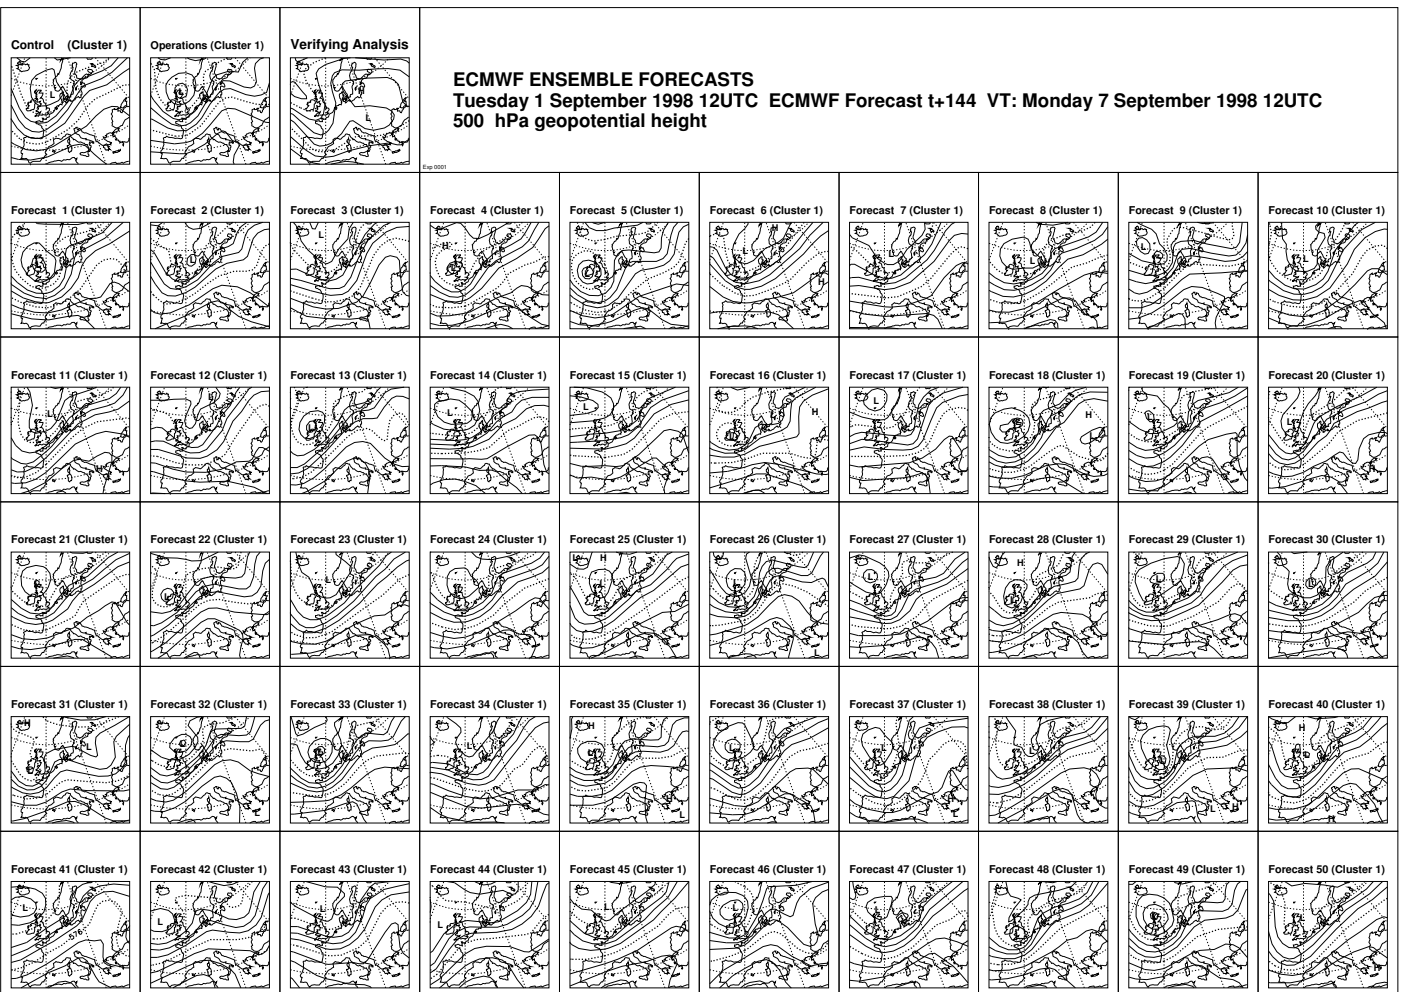 Control (Cluster 1)
Operations (Cluster 1)
Verifying Analysis
ECMWF ENSEMBLE FORECASTS
Tuesday 1 September 1998 12UTC ECMWF Forecast t+144 VT: Monday 7 September 1998 12UTC
500 hPa geopotential height
Exp 0001
Forecast 1 (Cluster 1)
Forecast 2 (Cluster 1)
Forecast 3 (Cluster 1)
Forecast 4 (Cluster 1)
Forecast 5 (Cluster 1)
Forecast 6 (Cluster 1)
Forecast 7 (Cluster 1)
Forecast 8 (Cluster 1)
Forecast 9 (Cluster 1)
Forecast 10 (Cluster 1)
Forecast 11 (Cluster 1)
Forecast 12 (Cluster 1)
Forecast 13 (Cluster 1)
Forecast 14 (Cluster 1)
Forecast 15 (Cluster 1)
Forecast 16 (Cluster 1)
Forecast 17 (Cluster 1)
Forecast 18 (Cluster 1)
Forecast 19 (Cluster 1)
Forecast 20 (Cluster 1)
Forecast 21 (Cluster 1)
Forecast 22 (Cluster 1)
Forecast 23 (Cluster 1)
Forecast 24 (Cluster 1)
Forecast 25 (Cluster 1)
Forecast 26 (Cluster 1)
Forecast 27 (Cluster 1)
Forecast 28 (Cluster 1)
Forecast 29 (Cluster 1)
Forecast 30 (Cluster 1)
Forecast 31 (Cluster 1)
Forecast 32 (Cluster 1)
Forecast 33 (Cluster 1)
Forecast 34 (Cluster 1)
Forecast 35 (Cluster 1)
Forecast 36 (Cluster 1)
Forecast 37 (Cluster 1)
Forecast 38 (Cluster 1)
Forecast 39 (Cluster 1)
Forecast 40 (Cluster 1)
Forecast 41 (Cluster 1)
Forecast 42 (Cluster 1)
Forecast 43 (Cluster 1)
Forecast 44 (Cluster 1)
Forecast 45 (Cluster 1)
Forecast 46 (Cluster 1)
Forecast 47 (Cluster 1)
Forecast 48 (Cluster 1)
Forecast 49 (Cluster 1)
Forecast 50 (Cluster 1)
576